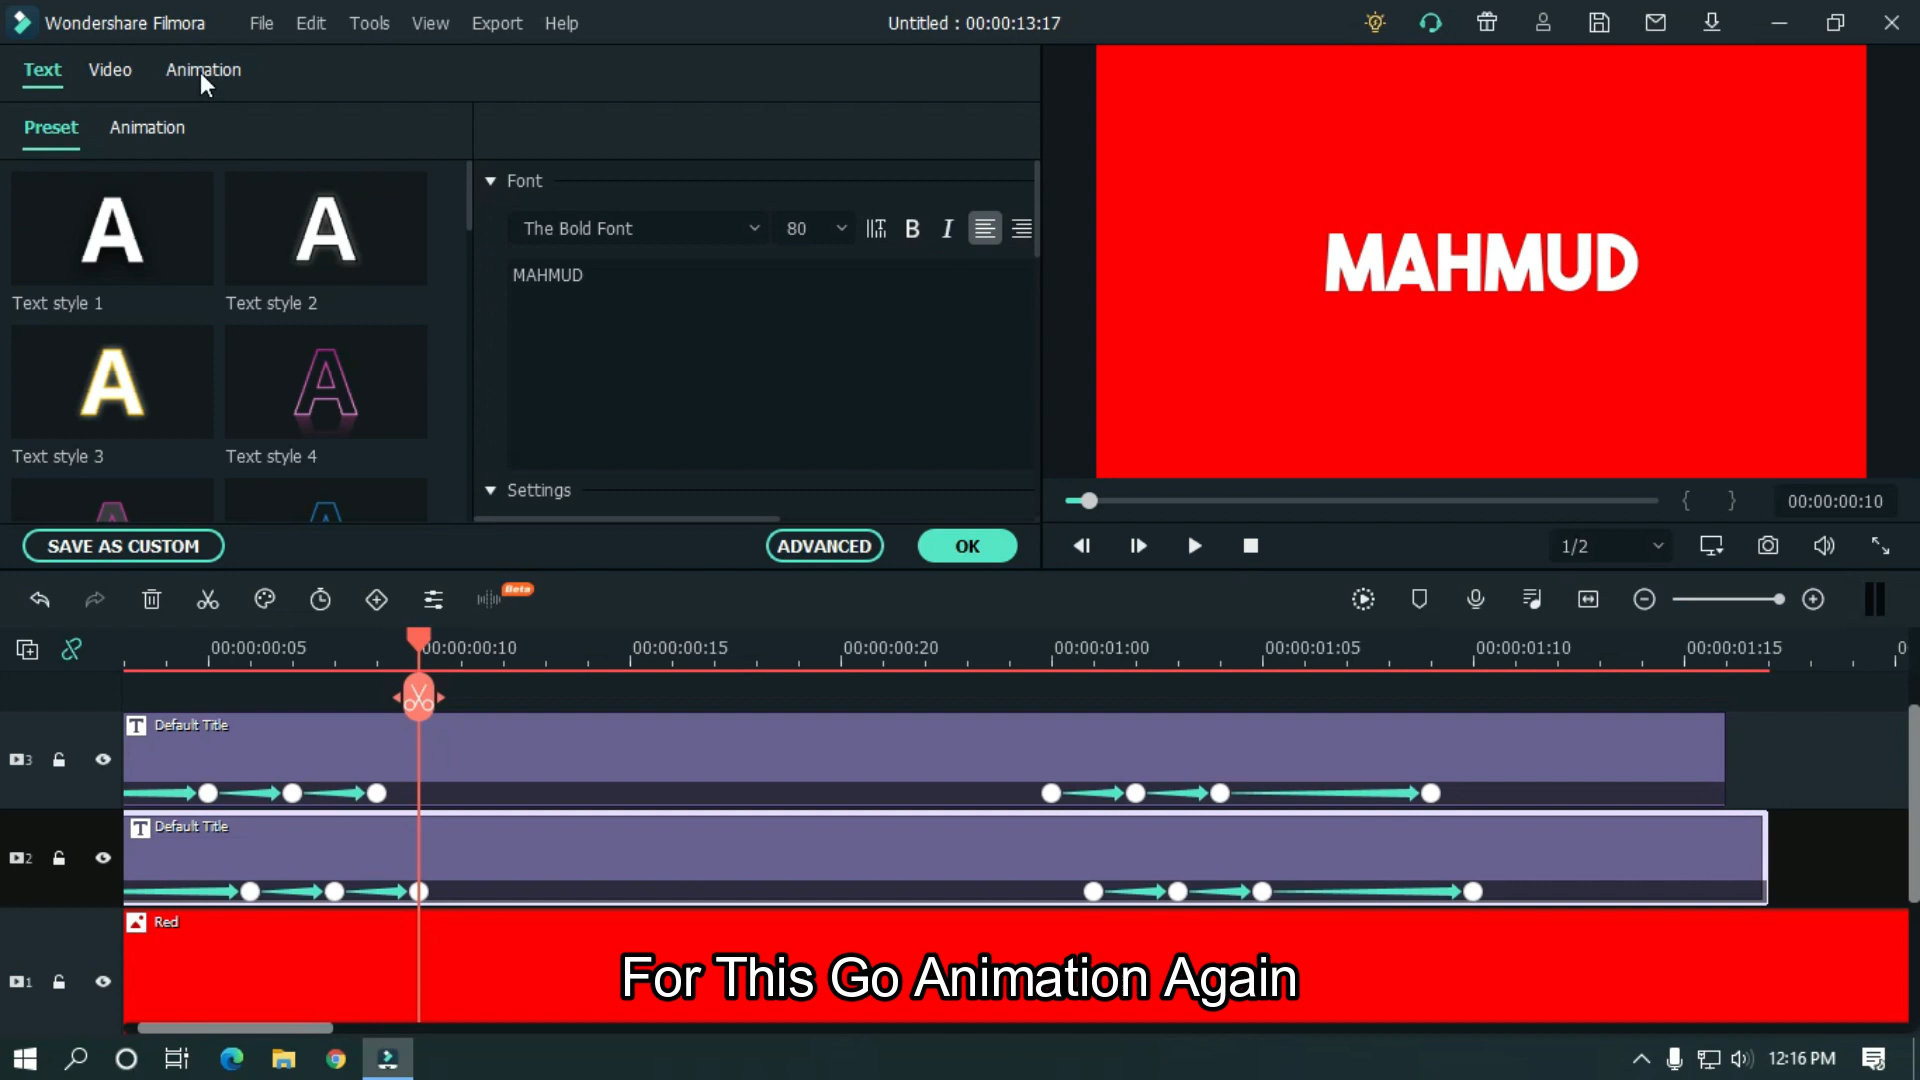 Wondershare Filmora
File Edit Tools View Export Help
Untitled : 00:00:13:17
Text Video Animation
Preset Animation
A
A
Text style 1
Text style 2
A
A
Text style 3
Text style 4
Font
The Bold Font 80 B I
MAHMUD
Settings
SAVE AS CUSTOM
ADVANCED
OK
MAHMUD
{ } 00:00:00:10
1/2
Beta
00:00:00:05 00:00:00:10 00:00:00:15 00:00:00:20 00:00:01:00 00:00:01:05 00:00:01:10 00:00:01:15
3
T Default Title
2
T Default Title
1
Red
For This Go Animation Again
12:16 PM